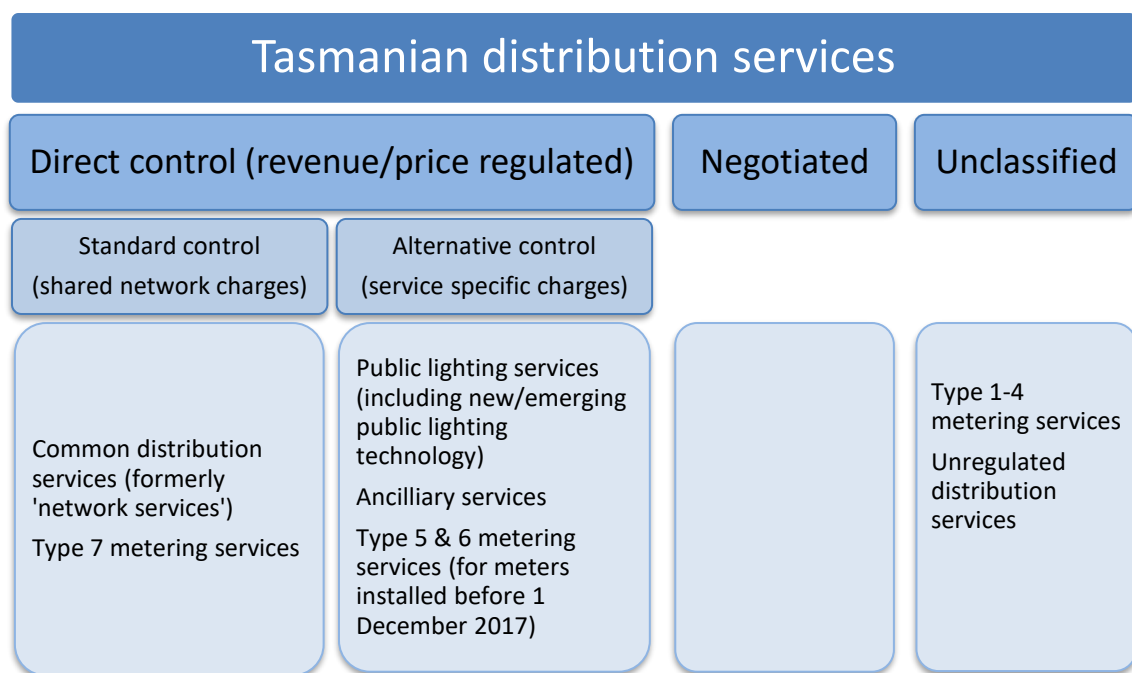 Tasmanian distribution services
Direct control (revenue/price regulated)
Negotiated
Unclassified
Standard control
(shared network charges)
Alternative control
(service specific charges)
Common distribution
services (formerly
'network services')
Type 7 metering services
Public lighting services
(including new/emerging
public lighting
technology)
Ancilliary services
Type 5 & 6 metering
services (for meters
installed before 1
December 2017)
Type 1-4
metering services
Unregulated
distribution
services